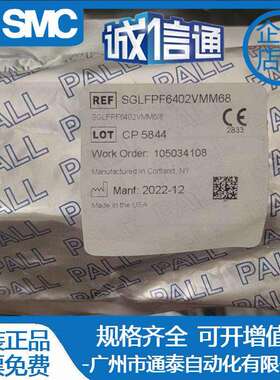 SMC
诚信通
PALL
REF SGLFPF6402VMM68
SGLFPF6402VMM68
LOT CP 5844
2833
Work Order: 105034108
Manufactured in Cortland, NY
Manf: 2022-12
Made in the USA
PALL PALL PALL
规格齐全 可开增值
-广州市通泰自动化有限